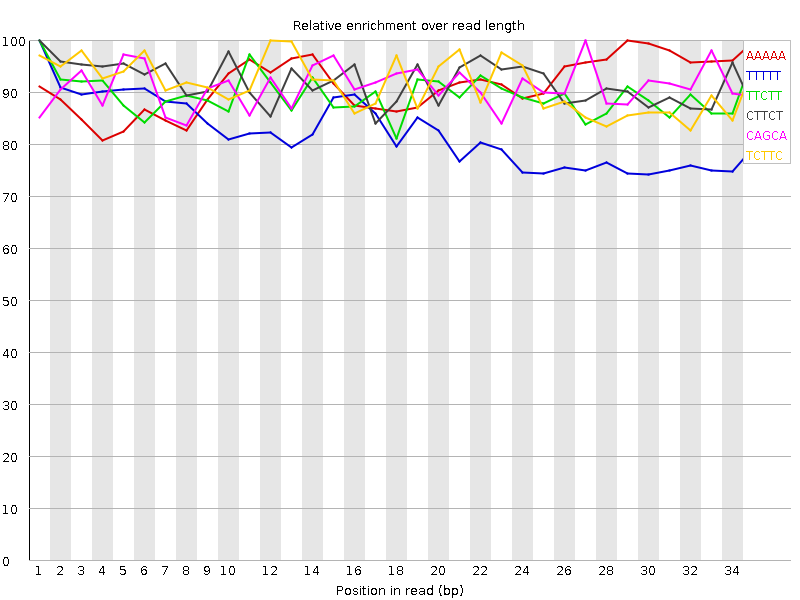 Relative enrichment over read length
100
90
80
70
60
50
40
30
20
10
0
AAAAA
TTTTT
TTCTT
CTTCT
CAGCA
TCTTC
1 2 3 4 5 6 7 8 9 10 12 14 16 18 20 22 24 26 28 30 32 34
Position in read (bp)